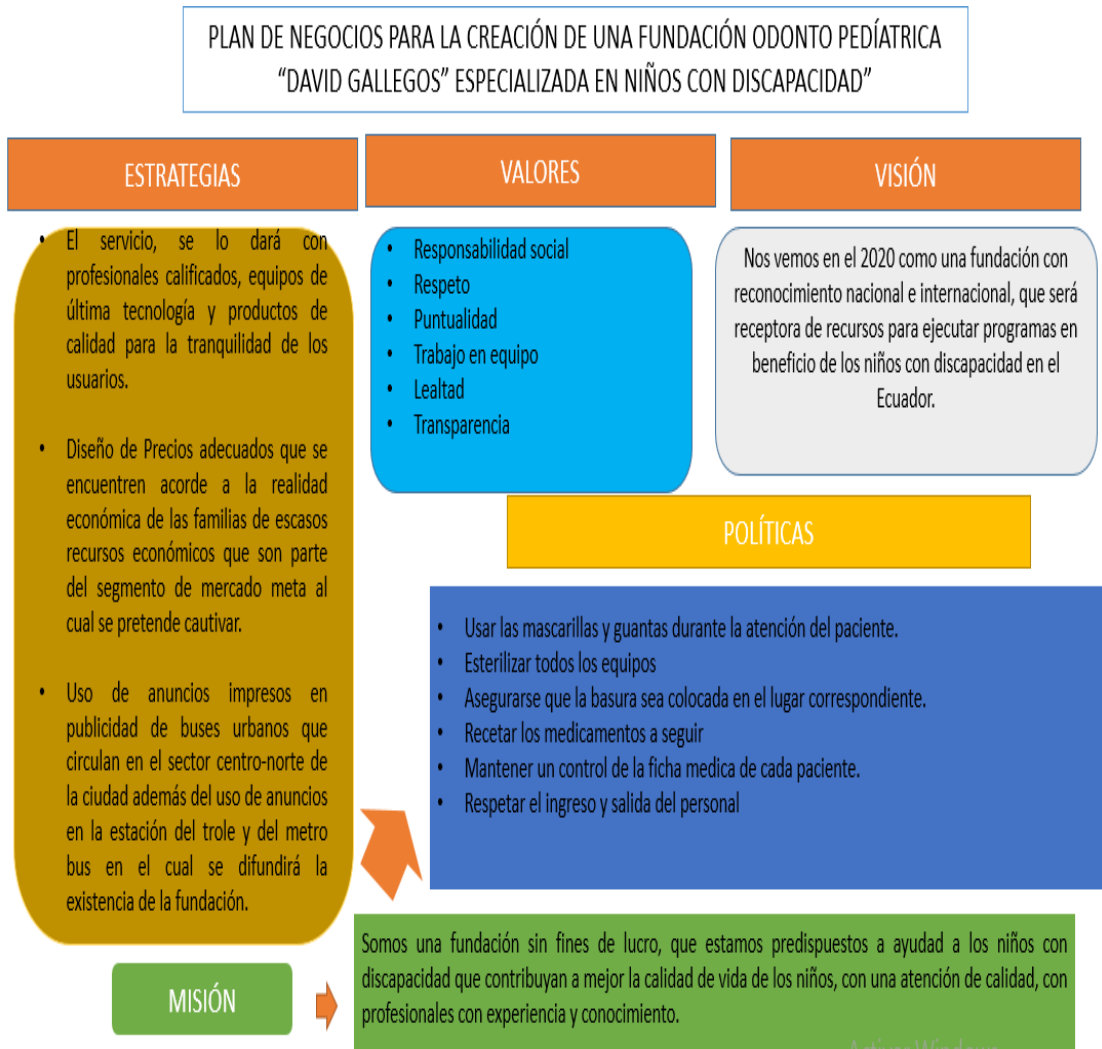 PLAN DE NEGOCIOS PARA LA CREACIÓN DE UNA FUNDACIÓN ODONTO PEDÍATRICA
“DAVID GALLEGOS” ESPECIALIZADA EN NIÑOS CON DISCAPACIDAD”
ESTRATEGIAS
• El servicio, se lo dará con
profesionales calificados, equipos de
última tecnología y productos de
calidad para la tranquilidad de los
usuarios.
• Diseño de Precios adecuados que se
encuentren acorde a la realidad
económica de las familias de escasos
recursos económicos que son parte
del segmento de mercado meta al
cual se pretende cautivar.
• Uso de anuncios impresos en
publicidad de buses urbanos que
circulan en el sector centro-norte de
la ciudad además del uso de anuncios
en la estación del trole y del metro
bus en el cual se difundirá la
existencia de la fundación.
VALORES
• Responsabilidad social
• Respeto
• Puntualidad
• Trabajo en equipo
• Lealtad
• Transparencia
VISIÓN
Nos vemos en el 2020 como una fundación con
reconocimiento nacional e internacional, que será
receptora de recursos para ejecutar programas en
beneficio de los niños con discapacidad en el
Ecuador.
POLÍTICAS
• Usar las mascarillas y guantas durante la atención del paciente.
• Esterilizar todos los equipos
• Asegurarse que la basura sea colocada en el lugar correspondiente.
• Recetar los medicamentos a seguir
• Mantener un control de la ficha medica de cada paciente.
• Respetar el ingreso y salida del personal
MISIÓN
Somos una fundación sin fines de lucro, que estamos predispuestos a ayudad a los niños con
discapacidad que contribuyan a mejor la calidad de vida de los niños, con una atención de calidad, con
profesionales con experiencia y conocimiento.